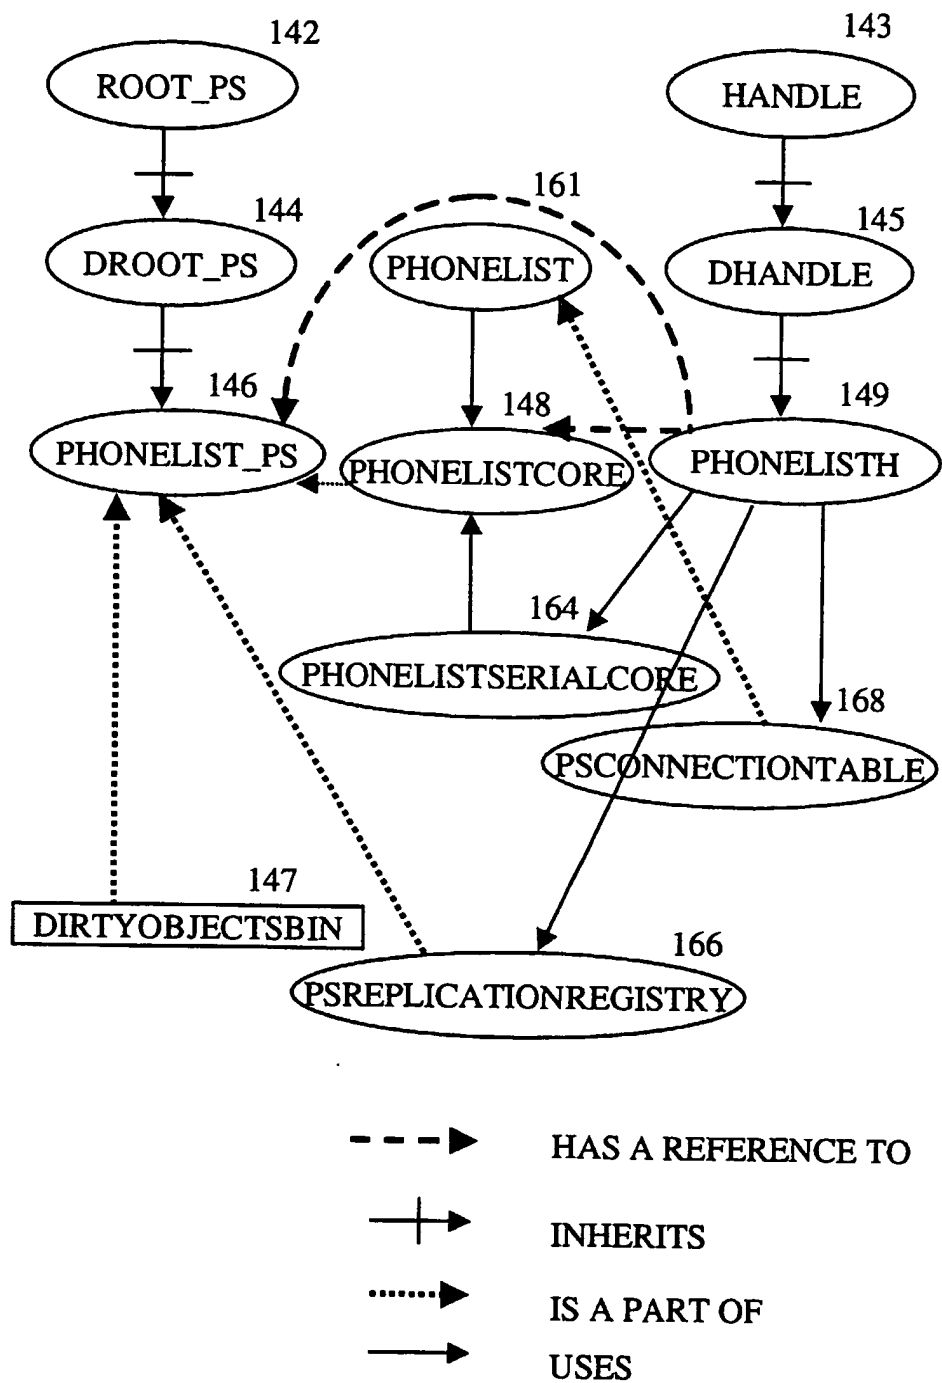 142
ROOT_PS
143
HANDLE
161
144
DROOT_PS
PHONELIST
145
DHANDLE
146
PHONELIST_PS
148
PHONELISTCORE
149
PHONELISTH
164
PHONELISTSERIALCORE
168
PSCONNECTIONTABLE
147
DIRTYOBJECTSBIN
166
PSREPLICATIONREGISTRY
HAS A REFERENCE TO
INHERITS
IS A PART OF
USES